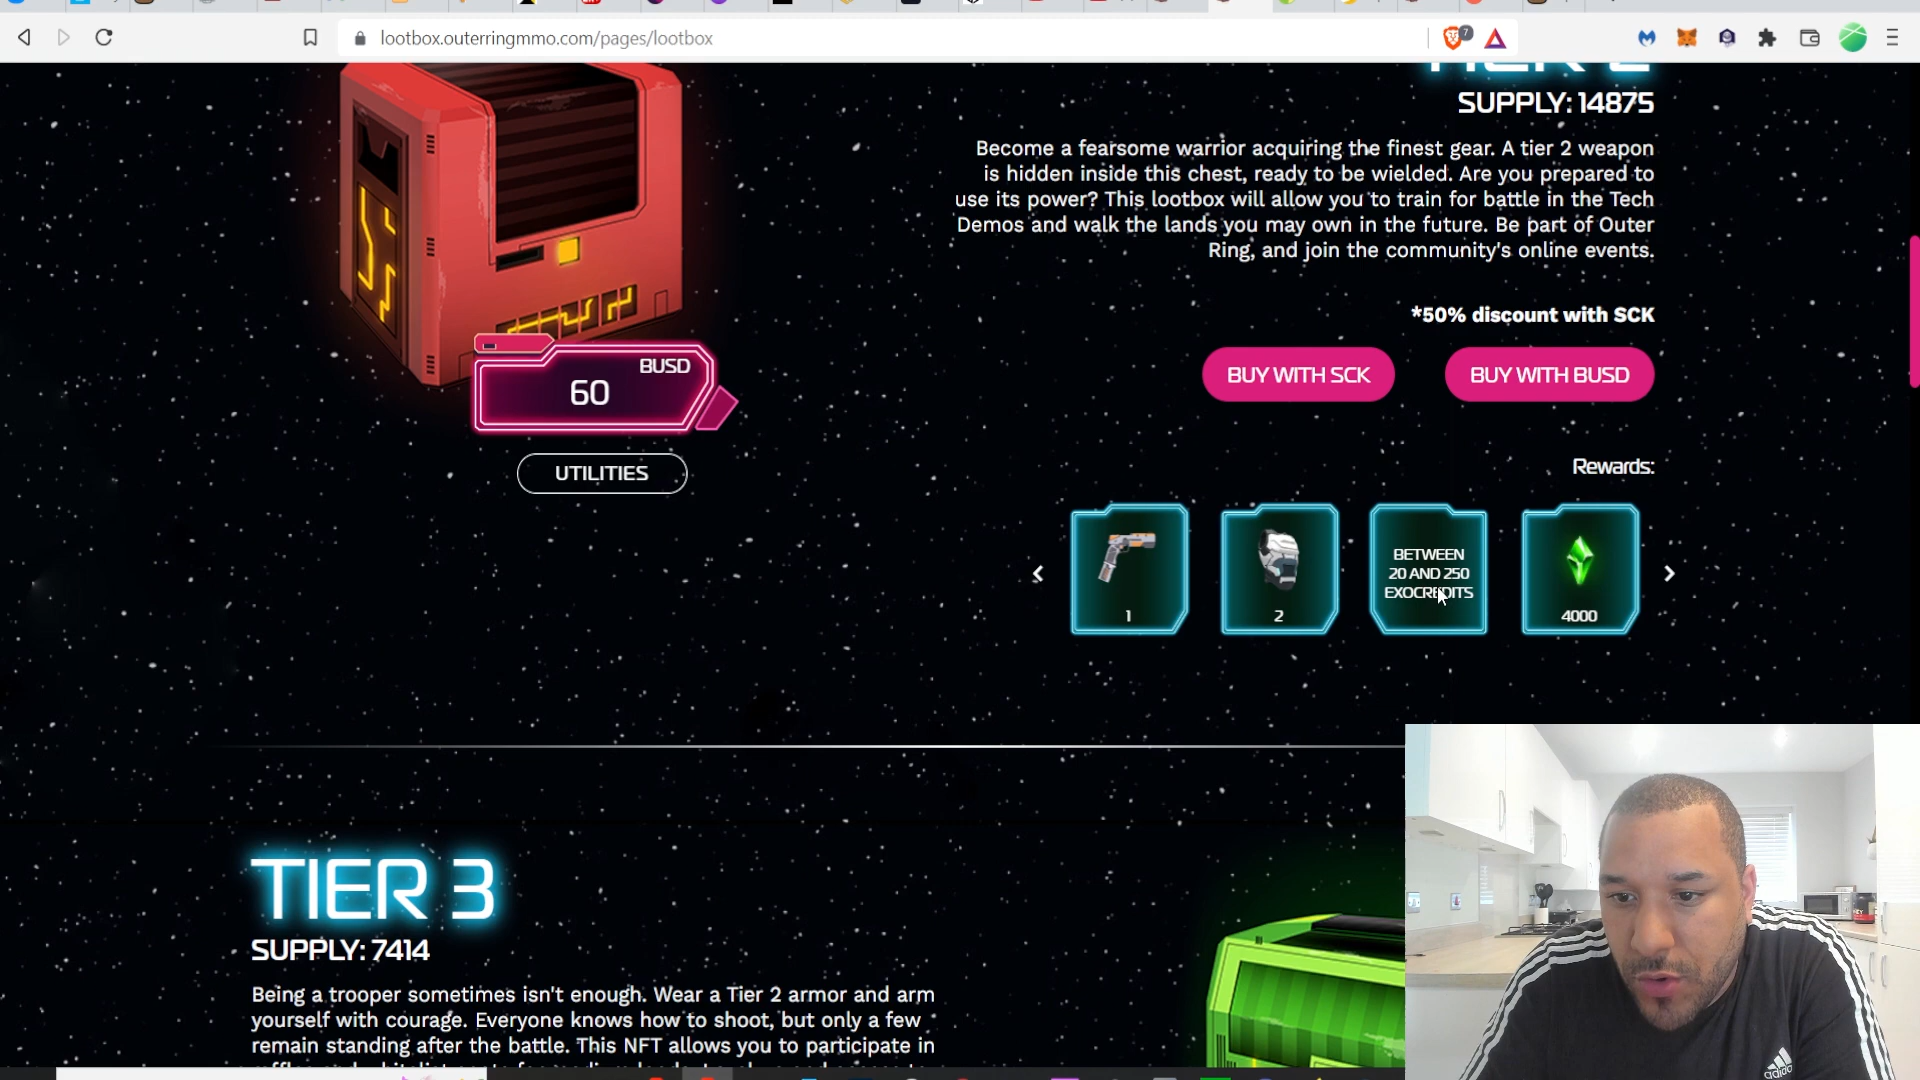 lootbox.outerringmmo.com/pages/lootbox
7
TIER 2
SUPPLY: 14875
Become a fearsome warrior acquiring the finest gear. A tier 2 weapon
is hidden inside this chest, ready to be wielded. Are you prepared to
use its power? This lootbox will allow you to train for battle in the Tech
Demos and walk the lands you may own in the future. Be part of Outer
Ring, and join the community's online events.
*50% discount with SCK
BUY WITH SCK
BUY WITH BUSD
BUSD
60
UTILITIES
Rewards:
1
2
BETWEEN
20 AND 250
EXOCREDITS
4000
TIER 3
SUPPLY: 7414
Being a trooper sometimes isn't enough. Wear a Tier 2 armor and arm
yourself with courage. Everyone knows how to shoot, but only a few
remain standing after the battle. This NFT allows you to participate in
adidas